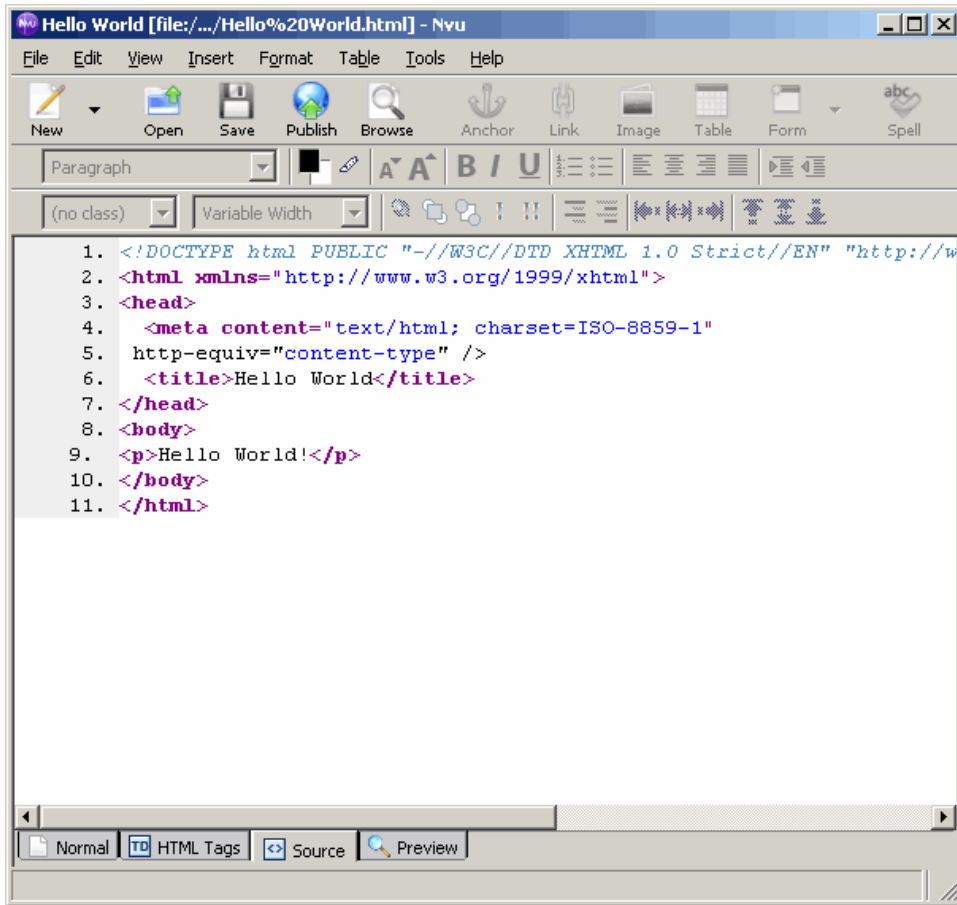 Hello World [file:/.../Hello%20World.html] - Nvu
File Edit View Insert Format Table Tools Help
New Open Save Publish Browse Anchor Link Image Table Form abc Spell
Paragraph A A B I U
(no class) Variable Width
1. <!DOCTYPE html PUBLIC "-//W3C//DTD XHTML 1.0 Strict//EN" "http://w
2. <html xmlns="http://www.w3.org/1999/xhtml">
3. <head>
4. <meta content="text/html; charset=ISO-8859-1"
5. http-equiv="content-type" />
6. <title>Hello World</title>
7. </head>
8. <body>
9. <p>Hello World!</p>
10. </body>
11. </html>
Normal TD HTML Tags Source Preview